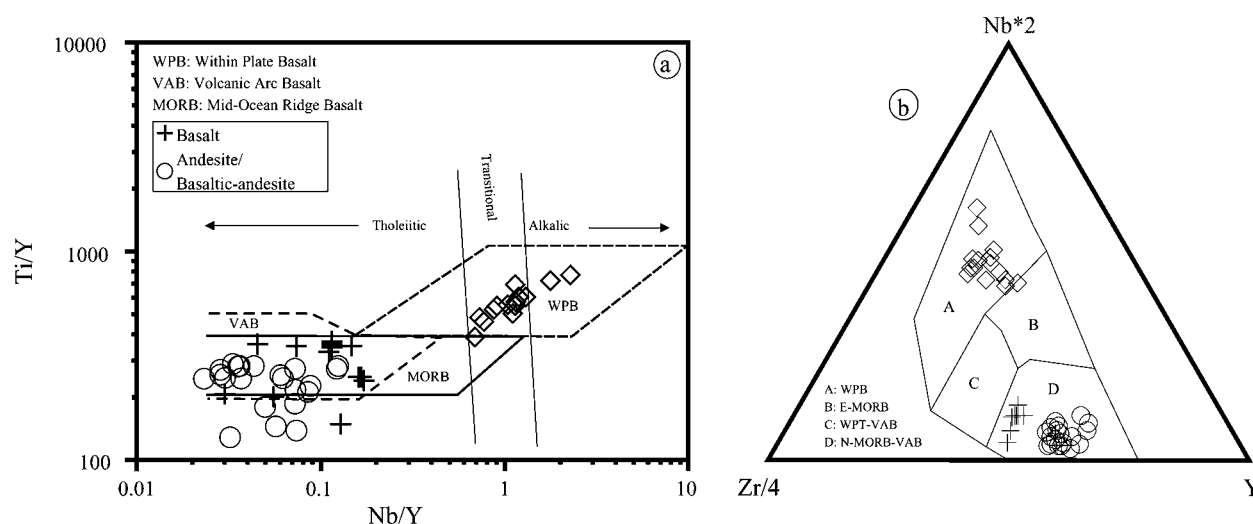 10000
1000
100
0.01
0.1
1
10
Ti/Y
Nb/Y
WPB: Within Plate Basalt
VAB: Volcanic Arc Basalt
MORB: Mid-Ocean Ridge Basalt
Basalt
Andesite/
Basaltic-andesite
a
Tholeiitic
Transitional
Alkalic
VAB
WPB
MORB
Nb*2
b
A
B
C
D
A: WPB
B: E-MORB
C: WPT-VAB
D: N-MORB-VAB
Zr/4
Y